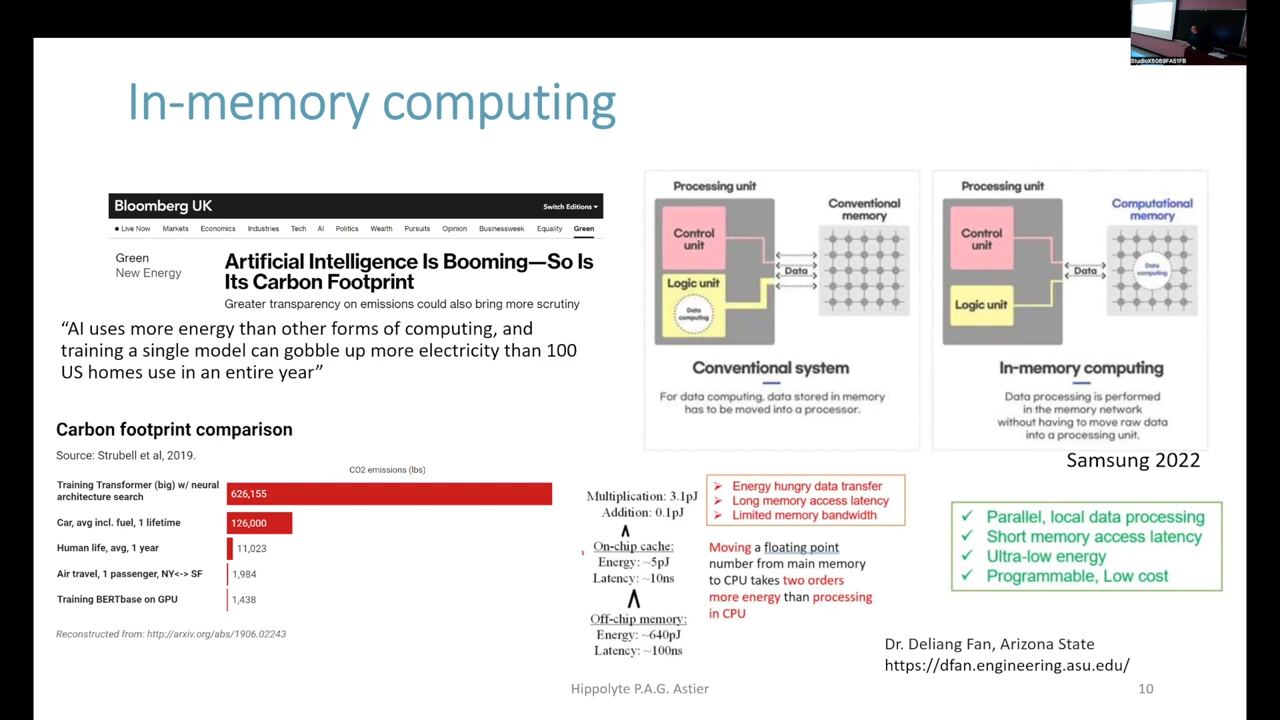 StudioX5069FA51FB
In-memory computing
Bloomberg UK
Switch Editions
Live Now Markets Economics Industries Tech AI Politics Wealth Pursuits Opinion Businessweek Equality Green
Green
New Energy
Artificial Intelligence Is Booming—So Is
Its Carbon Footprint
Greater transparency on emissions could also bring more scrutiny
“AI uses more energy than other forms of computing, and
training a single model can gobble up more electricity than 100
US homes use in an entire year”
Carbon footprint comparison
Source: Strubell et al, 2019.
CO2 emissions (lbs)
Training Transformer (big) w/ neural
architecture search
626,155
Car, avg incl. fuel, 1 lifetime
126,000
Human life, avg, 1 year
11,023
Air travel, 1 passenger, NY<-> SF
1,984
Training BERTbase on GPU
1,438
Reconstructed from: http://arxiv.org/abs/1906.02243
Processing unit
Conventional
memory
Control
unit
Data
Logic unit
Data
computing
Conventional system
For data computing, data stored in memory
has to be moved into a processor.
Processing unit
Computational
memory
Control
unit
Data
computing
Data
Logic unit
In-memory computing
Data processing is performed
in the memory network
without having to move raw data
into a processing unit.
Samsung 2022
Multiplication: 3.1pJ
Addition: 0.1pJ
On-chip cache:
Energy: ~5pJ
Latency: ~10ns
Off-chip memory:
Energy: ~640pJ
Latency: ~100ns
Energy hungry data transfer
Long memory access latency
Limited memory bandwidth
Moving a floating point
number from main memory
to CPU takes two orders
more energy than processing
in CPU
Parallel, local data processing
Short memory access latency
Ultra-low energy
Programmable, Low cost
Dr. Deliang Fan, Arizona State
https://dfan.engineering.asu.edu/
Hippolyte P.A.G. Astier
10